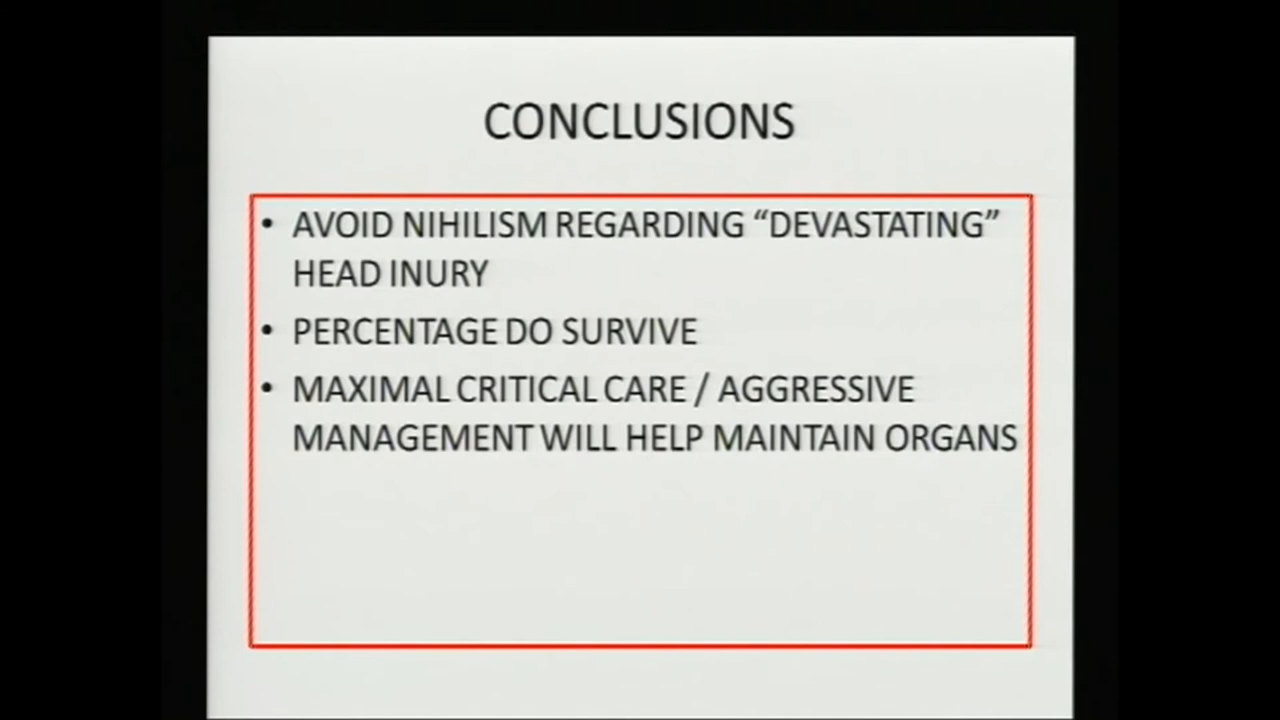 CONCLUSIONS
• AVOID NIHILISM REGARDING “DEVASTATING”
HEAD INURY
• PERCENTAGE DO SURVIVE
• MAXIMAL CRITICAL CARE / AGGRESSIVE
MANAGEMENT WILL HELP MAINTAIN ORGANS